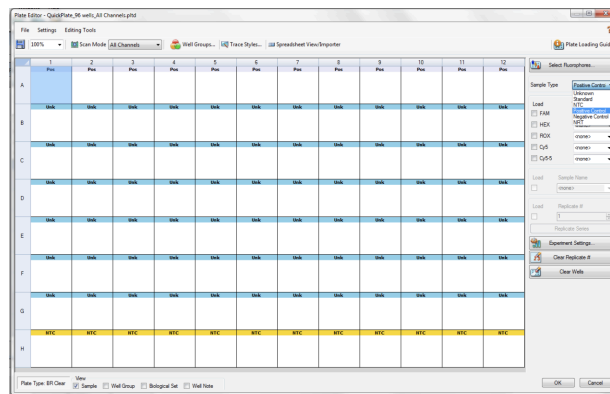 Plate Editor - QuickPlate_96 wells_All Channels.pltd
File Settings Editing Tools
100% Scan Mode All Channels Well Groups... Trace Styles... Spreadsheet View/Importer Plate Loading Guide
1 2 3 4 5 6 7 8 9 10 11 12
Pos Pos Pos Pos Pos Pos Pos Pos Pos Pos Pos Pos
A
Unk Unk Unk Unk Unk Unk Unk Unk Unk Unk Unk Unk
B
Unk Unk Unk Unk Unk Unk Unk Unk Unk Unk Unk Unk
C
Unk Unk Unk Unk Unk Unk Unk Unk Unk Unk Unk Unk
D
Unk Unk Unk Unk Unk Unk Unk Unk Unk Unk Unk Unk
E
Unk Unk Unk Unk Unk Unk Unk Unk Unk Unk Unk Unk
F
Unk Unk Unk Unk Unk Unk Unk Unk Unk Unk Unk Unk
G
NTC NTC NTC NTC NTC NTC NTC NTC NTC NTC NTC NTC
H
Select Fluorophores...
Sample Type Positive Control
Unknown
Standard
NTC
Positive Control
Negative Control
NRT
Load
FAM
HEX
ROX <none>
Cy5 <none>
Cy5-5 <none>
Load Sample Name
<none>
Load Replicate #
1
Replicate Series
Experiment Settings...
Clear Replicate #
Clear Wells
Plate Type: BR Clear View
Sample Well Group Biological Set Well Note
OK Cancel